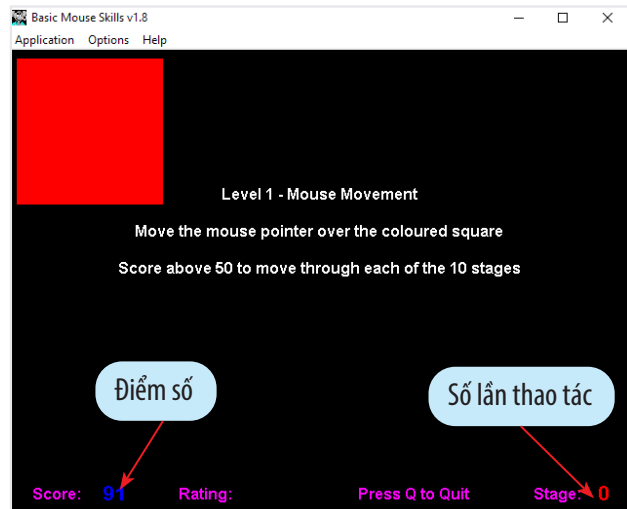 Basic Mouse Skills v1.8
Application Options Help
Level 1 - Mouse Movement
Move the mouse pointer over the coloured square
Score above 50 to move through each of the 10 stages
Điểm số
Số lần thao tác
Score: 91 Rating: Press Q to Quit Stage: 0